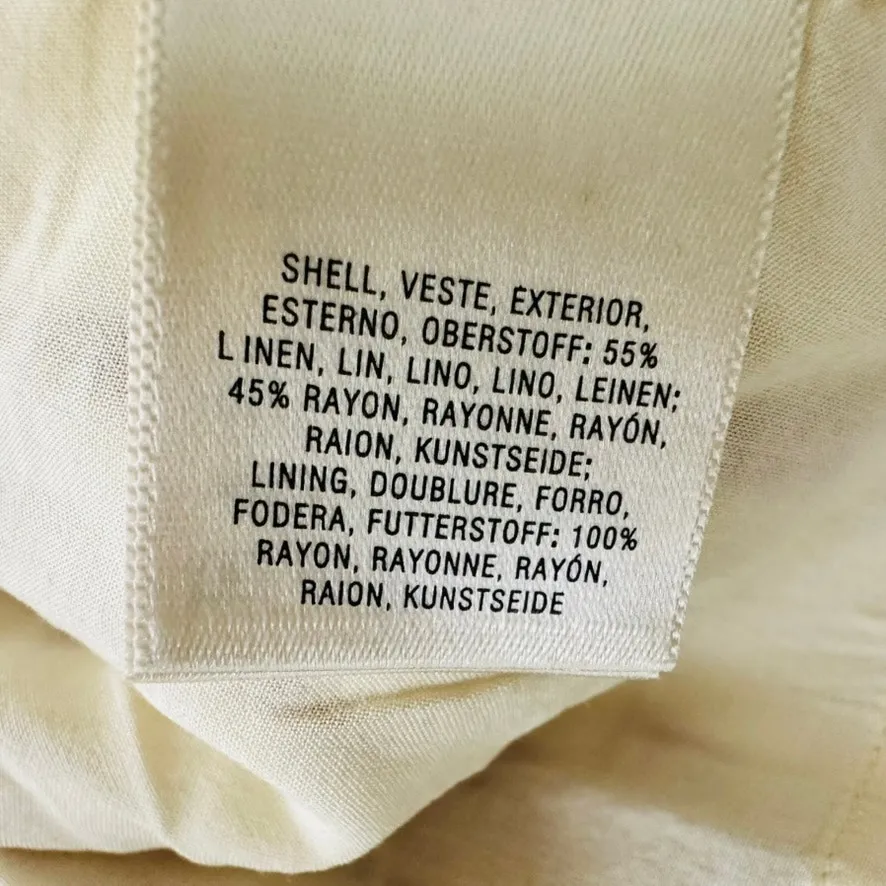 SHELL, VESTE, EXTERIOR,
ESTERNO, OBERSTOFF: 55%
LINEN, LIN, LINO, LINO, LEINEN;
45% RAYON, RAYONNE, RAYÓN,
RAION, KUNSTSEIDE;
LINING, DOUBLURE, FORRO,
FODERA, FUTTERSTOFF: 100%
RAYON, RAYONNE, RAYÓN,
RAION, KUNSTSEIDE